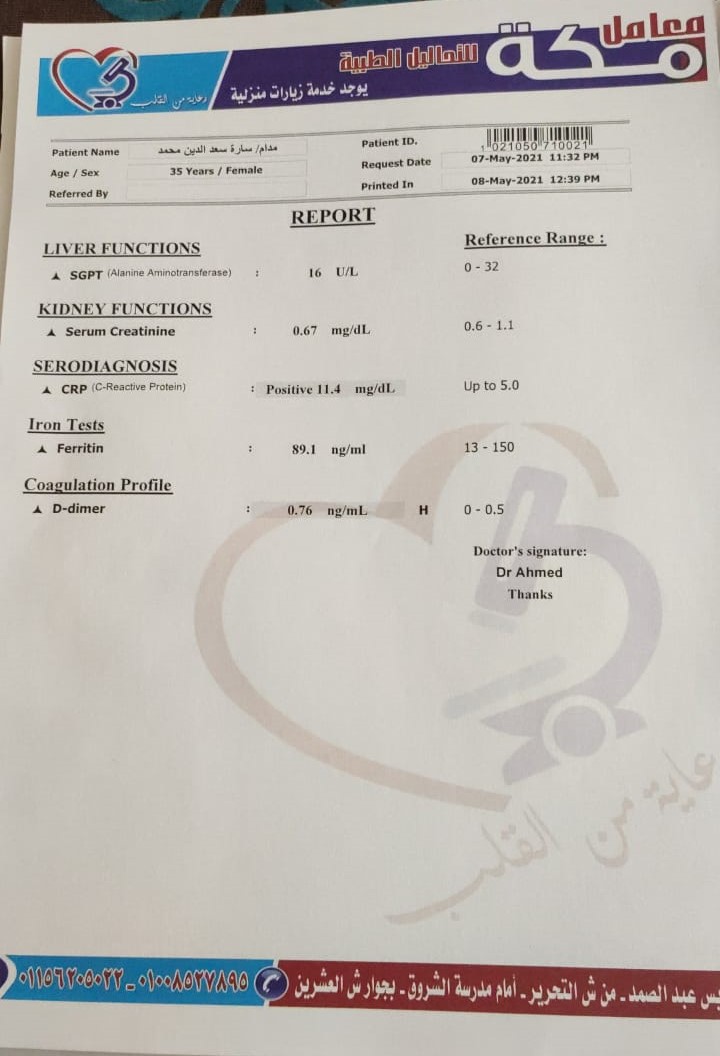 معامل
مكة
للتحاليل الطبية
يوجد خدمة زيارات منزلية
رعاية من القلب
Patient Name مدام/ سارة سعد الدين محمد
Patient ID. 1021050710021
Age / Sex 35 Years / Female
Request Date 07-May-2021 11:32 PM
Referred By
Printed In 08-May-2021 12:39 PM
REPORT
Reference Range :
LIVER FUNCTIONS
SGPT (Alanine Aminotransferase) : 16 U/L 0 - 32
KIDNEY FUNCTIONS
Serum Creatinine : 0.67 mg/dL 0.6 - 1.1
SERODIAGNOSIS
CRP (C-Reactive Protein) : Positive 11.4 mg/dL Up to 5.0
Iron Tests
Ferritin : 89.1 ng/ml 13 - 150
Coagulation Profile
D-dimer : 0.76 ng/mL H 0 - 0.5
Doctor's signature:
Dr Ahmed
Thanks
عاية من القلب
يس عبد الصمد - من ش التحرير - أمام مدرسة الشروق - بجوار ش العشرين ٠١٠٠٨٥٢٧٨٩٥ - ٠١١٥٦٢٠٥٠٢٢